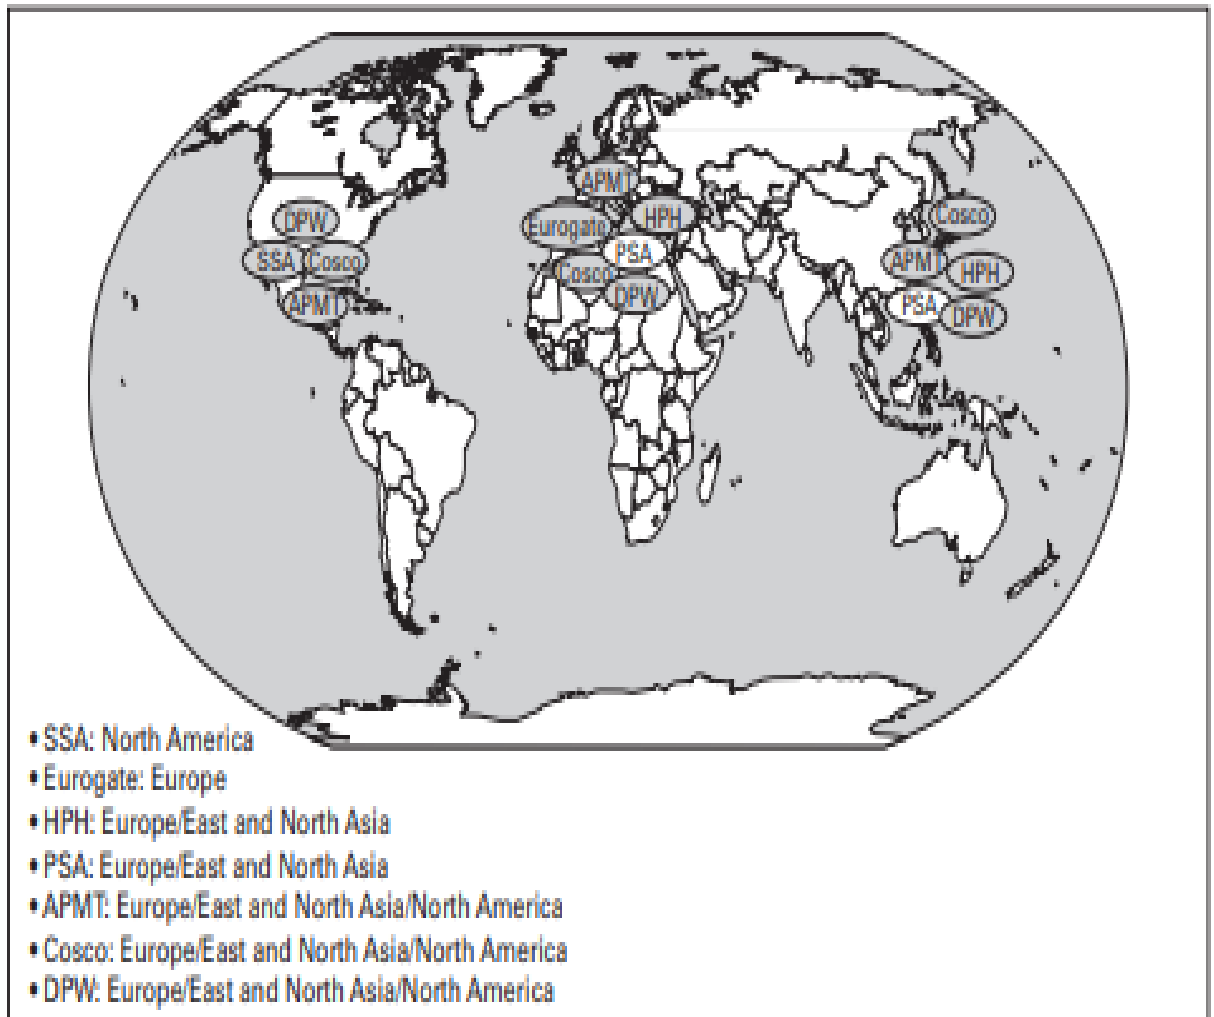 APMT
DPW
Eurogate
HPH
Cosco
PSA
SSA
Cosco
APMT
HPH
Cosco
DPW
APMT
PSA
DPW
• SSA: North America
• Eurogate: Europe
• HPH: Europe/East and North Asia
• PSA: Europe/East and North Asia
• APMT: Europe/East and North Asia/North America
• Cosco: Europe/East and North Asia/North America
• DPW: Europe/East and North Asia/North America